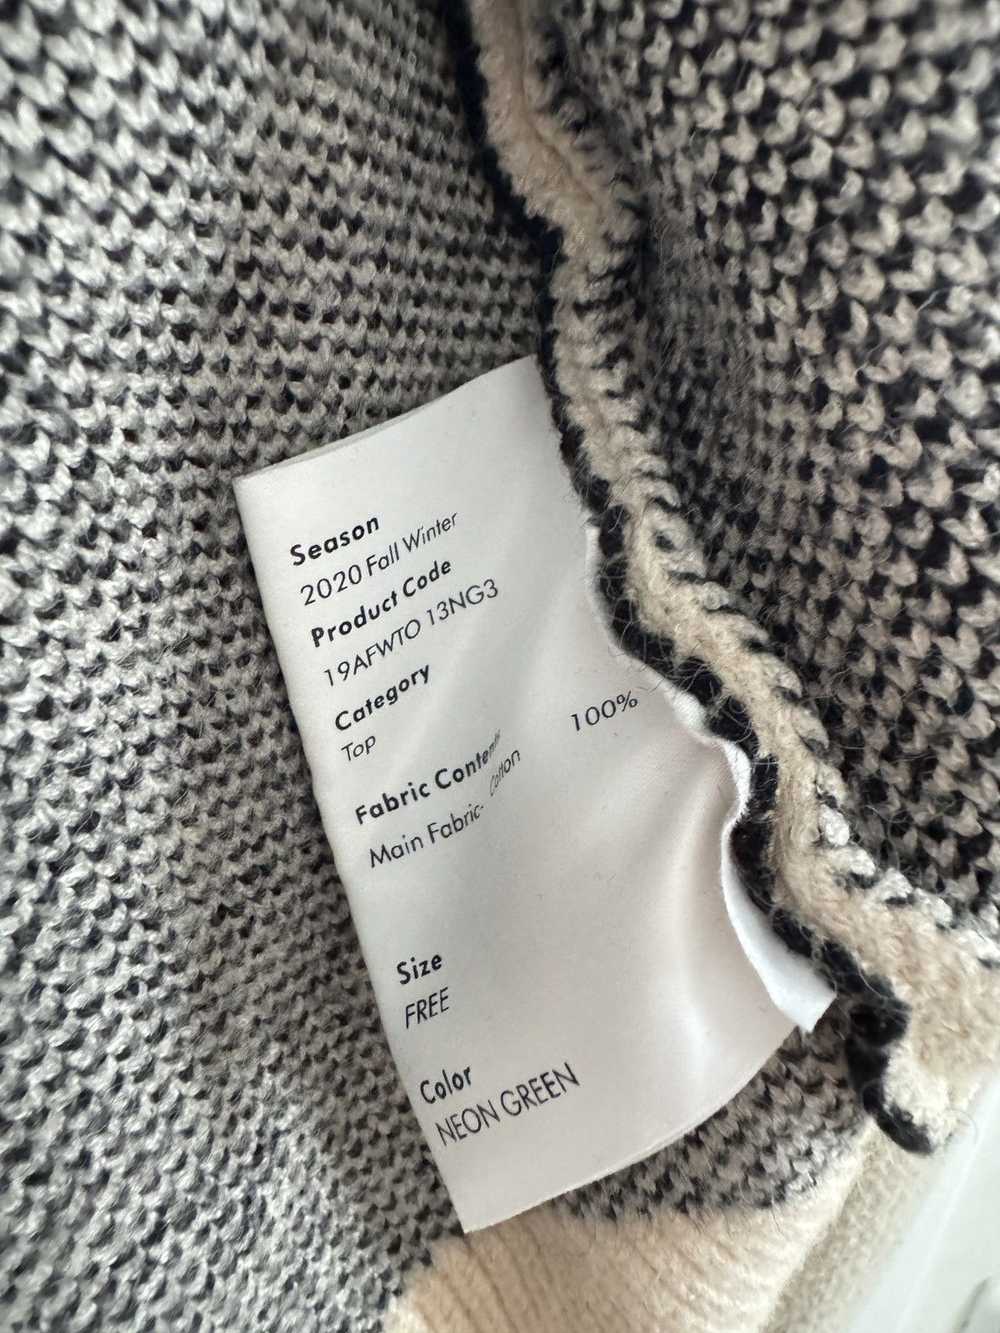 Season
2020 Fall Winter
Product Code
19AFWTO 13NG3
Category
Top
Fabric Contents
Main Fabric- Cotton 100%
Size
FREE
Color
NEON GREEN